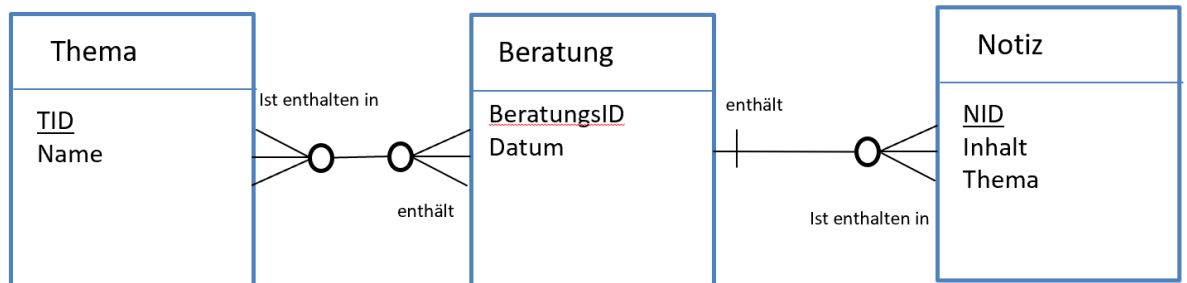 Thema
TID
Name
Ist enthalten in
enthält
Beratung
BeratungsID
Datum
enthält
Ist enthalten in
Notiz
NID
Inhalt
Thema